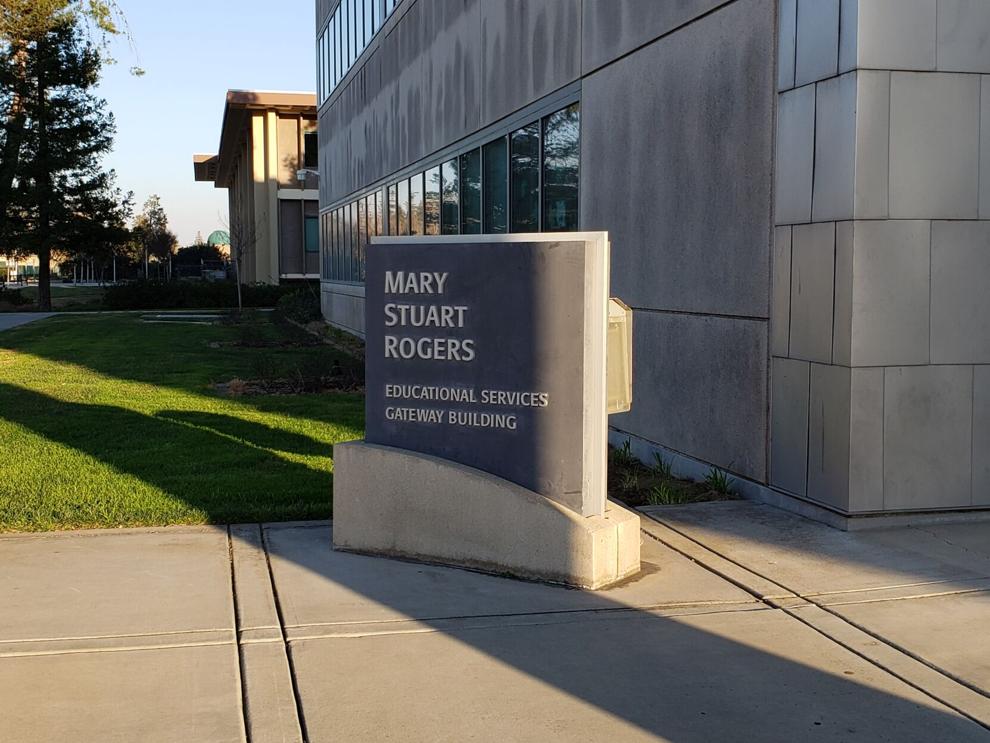 MARY
STUART
ROGERS
EDUCATIONAL SERVICES
GATEWAY BUILDING